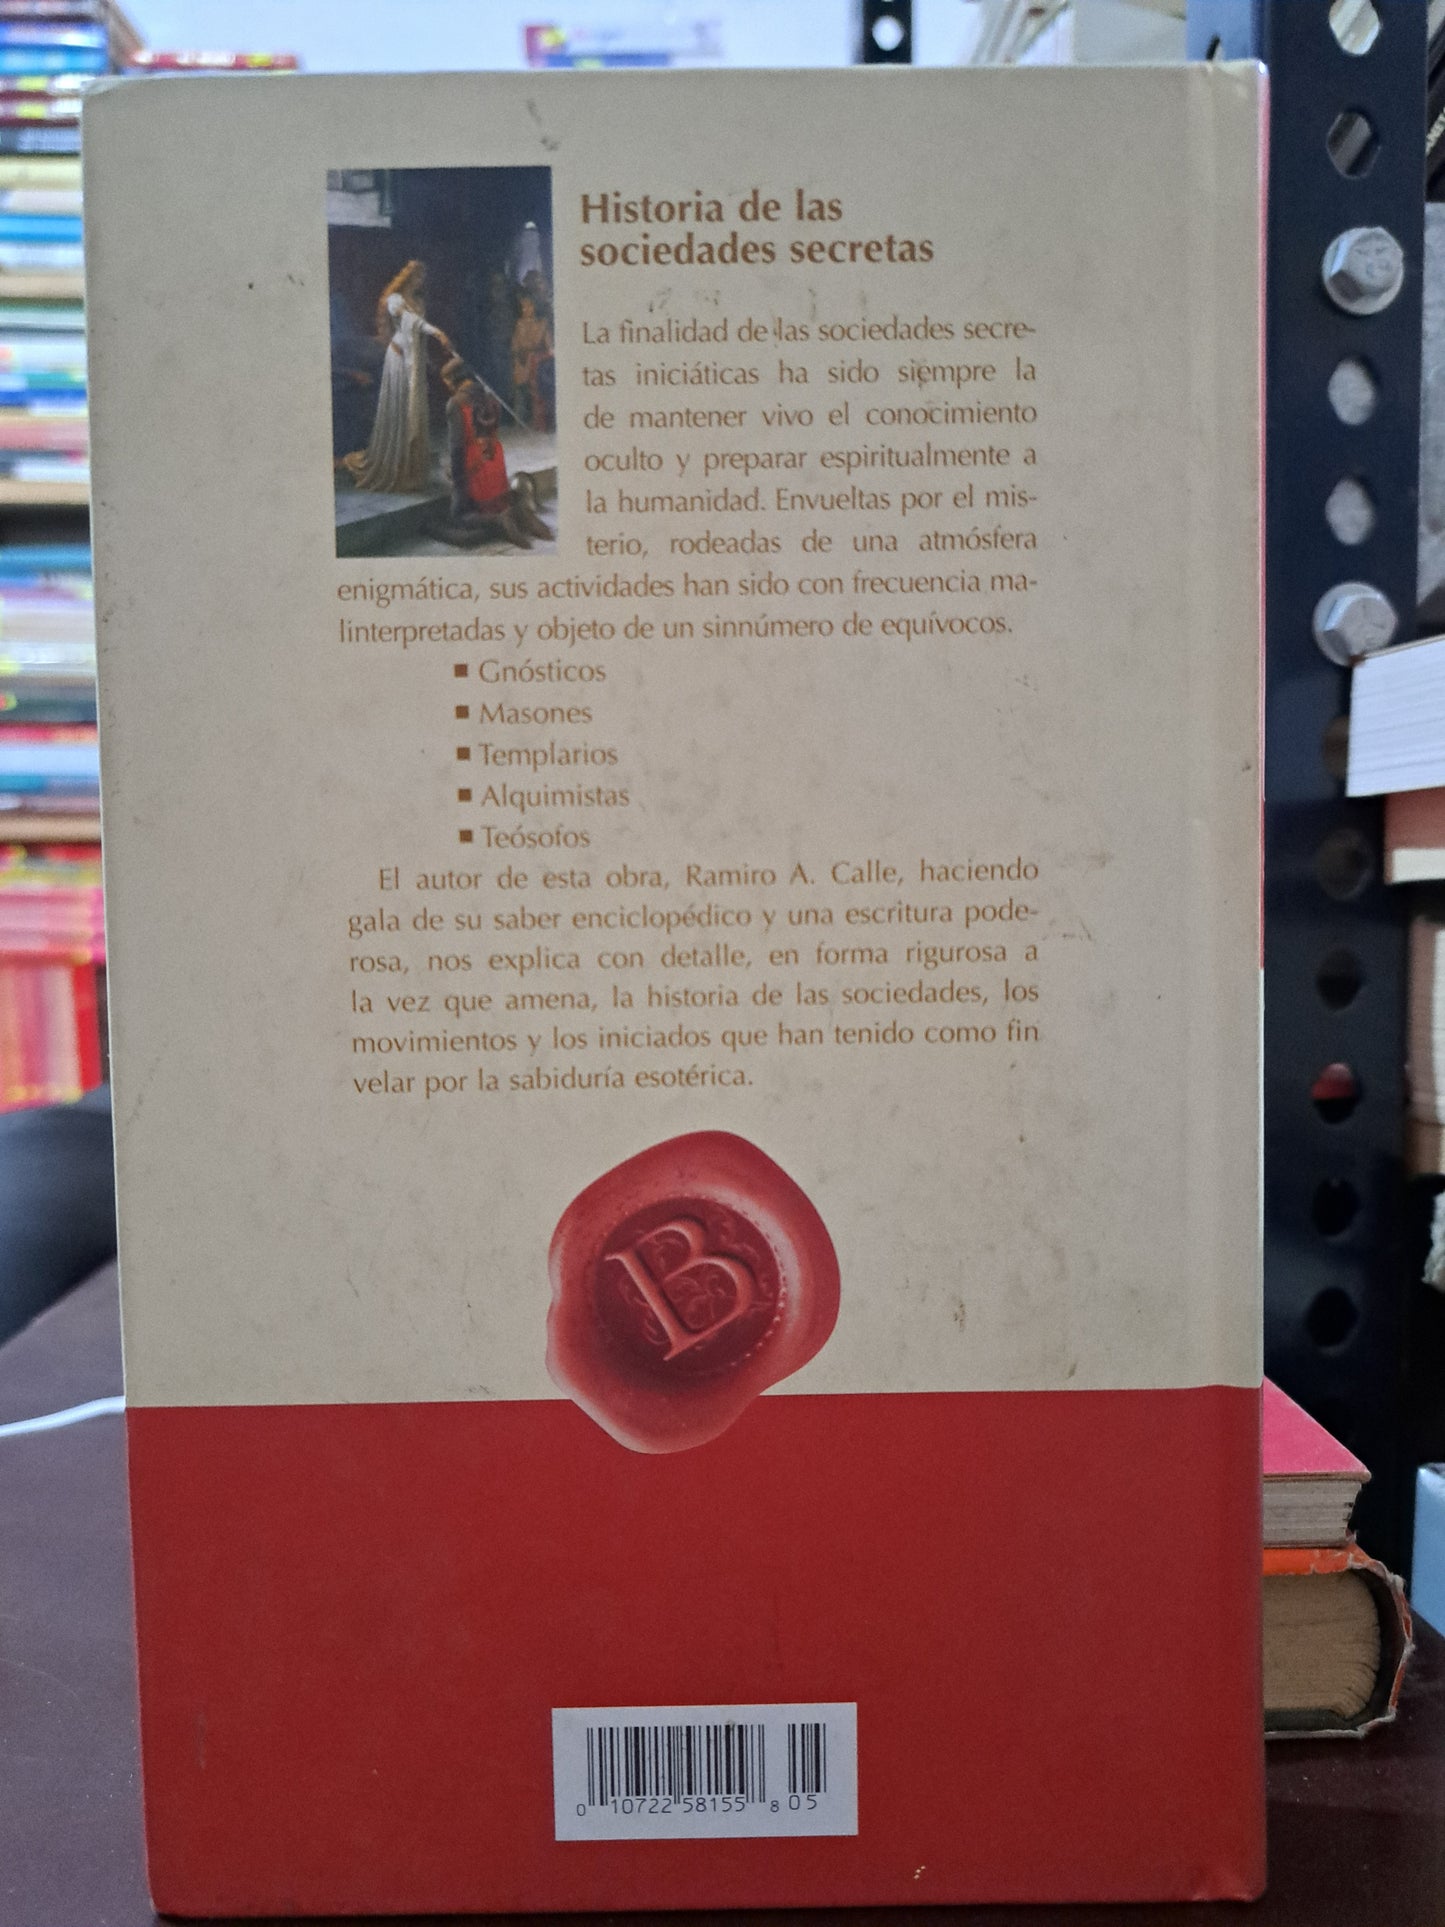 Historia de las
sociedades secretas
La finalidad de las sociedades secre-
tas iniciáticas ha sido siempre la
de mantener vivo el conocimiento
oculto y preparar espiritualmente a
la humanidad. Envueltas por el mis-
terio, rodeadas de una atmósfera
enigmática, sus actividades han sido con frecuencia ma-
linterpretadas y objeto de un sinnúmero de equívocos.
■ Gnósticos
■ Masones
■ Templarios
■ Alquimistas
■ Teósofos
El autor de esta obra, Ramiro A. Calle, haciendo
gala de su saber enciclopédico y una escritura pode-
rosa, nos explica con detalle, en forma rigurosa a
la vez que amena, la historia de las sociedades, los
movimientos y los iniciados que han tenido como fin
velar por la sabiduría esotérica.
B
0 10722 58155 8 05